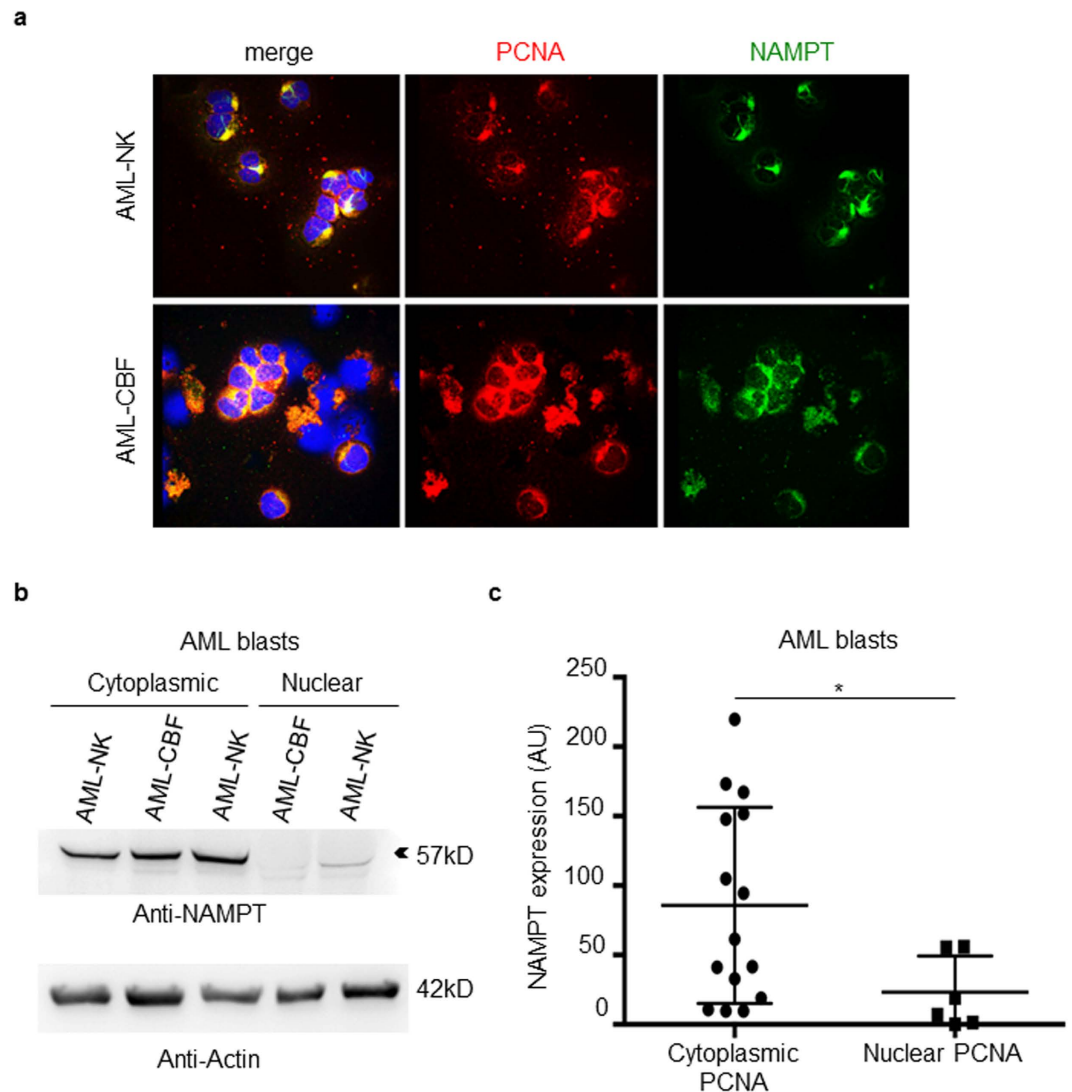 a
merge PCNA NAMPT
AML-NK
AML-CBF
b
AML blasts
Cytoplasmic Nuclear
AML-NK AML-CBF AML-NK AML-CBF AML-NK
57kD
Anti-NAMPT
42kD
Anti-Actin
c
AML blasts
NAMPT expression (AU)
250
*
200
150
100
50
0
Cytoplasmic Nuclear PCNA
PCNA